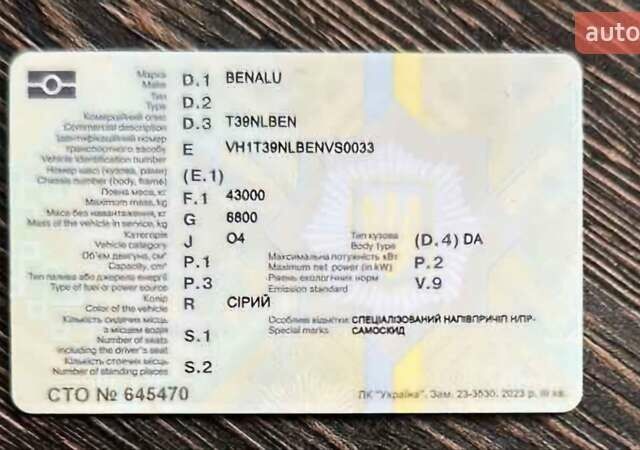 auto
Марка
Make
D.1 BENALU
Тип
Type
D.2
Комерційний опис
Commercial description
D.3 T39NLBEN
Ідентифікаційний номер
транспортного засобу
Vehicle identification number
E VH1T39NLBENVS0033
Номер шасі (кузова, рами)
Chassis number (body, frame)
(E.1)
Повна маса, кг
Maximum mass, kg
F.1 43000
Маса без навантаження, кг
Mass of the vehicle in service, kg
G 6800
Категорія
Vehicle category
J O4
Тип кузова
Body type
(D.4) DA
Об'єм двигуна, см³
Capacity, cm³
P.1
Максимальна потужність кВт
Maximum net power (in kW)
P.2
Тип палива або джерела енергії
Type of fuel or power source
P.3
Рівень екологічних норм
Emission standard
V.9
Колір
Color of the vehicle
R СІРИЙ
Особливі відмітки
Special marks
СПЕЦІАЛІЗОВАНИЙ НАПІВПРИЧІП Н/ПР-
САМОСКИД
Кількість сидячих місць
з місцем водія
Number of seats
including the driver's seat
S.1
Кількість стоячих місць
Number of standing places
S.2
СТО № 645470
ПК "Україна". Зам. 23-3530. 2023 р. III кв.